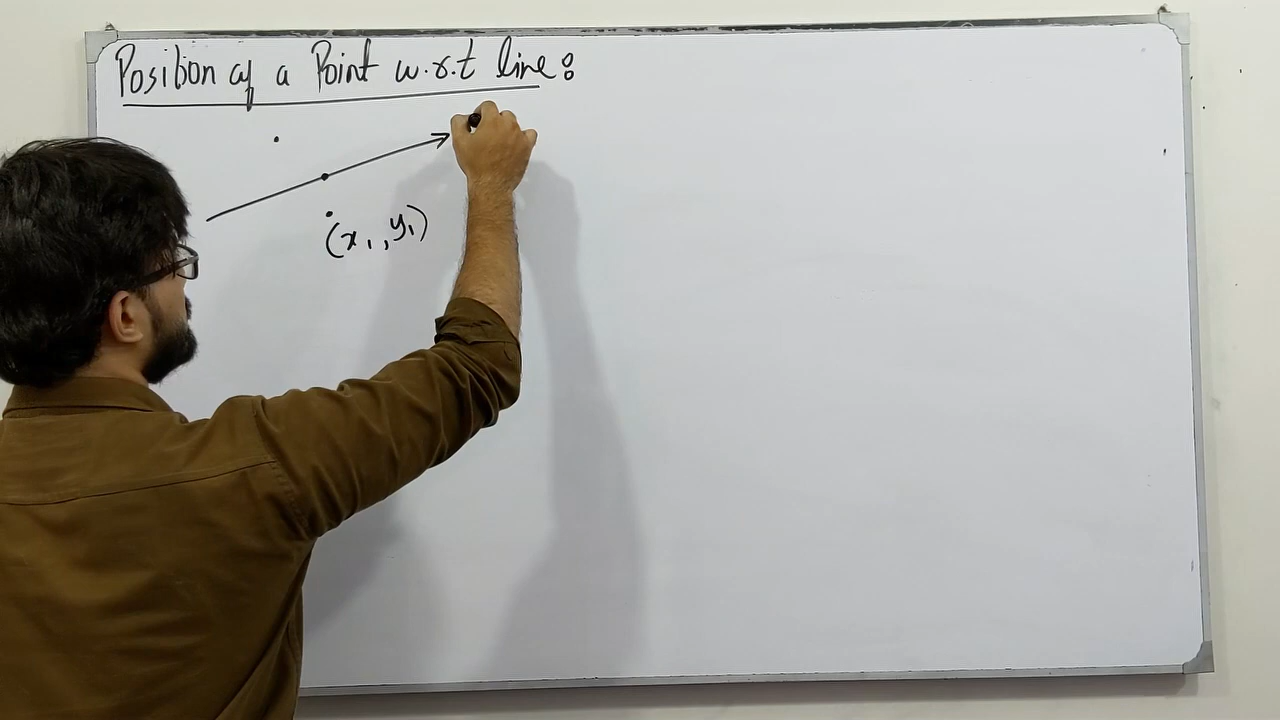 Position of a Point w.r.t line:
(x₁, y₁)